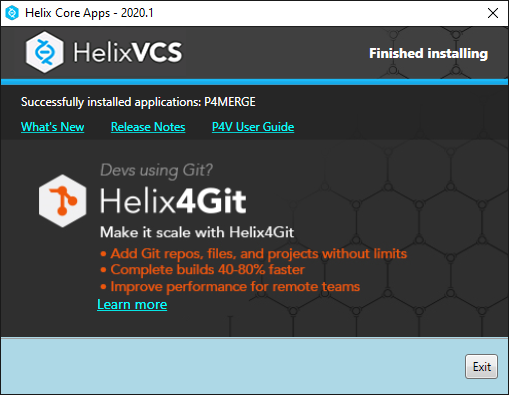 Helix Core Apps - 2020.1
HelixVCS
Finished installing
Successfully installed applications: P4MERGE
What's New
Release Notes
P4V User Guide
Devs using Git?
Helix4Git
Make it scale with Helix4Git
• Add Git repos, files, and projects without limits
• Complete builds 40-80% faster
• Improve performance for remote teams
Learn more
Exit